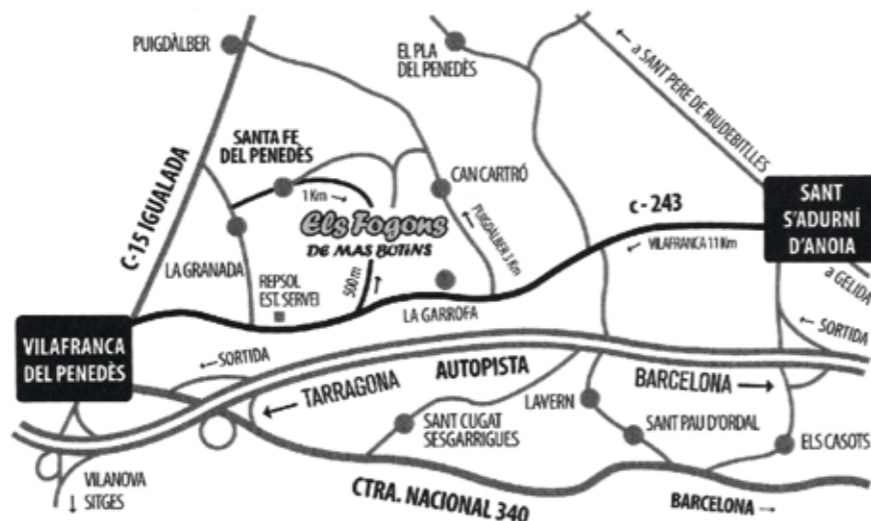 PUIGDÀLBER
EL PLA
DEL PENEDÈS
← a SANT PERE DE RIUDEBITLLES
C-15 IGUALADA
SANTA FE
DEL PENEDÈS
1 Km →
CAN CARTRÓ
Els Fogons
DE MAS BOTINS
← PUIGDÀLBER 3 Km
C-243
← VILAFRANCA 11 Km
SANT
S'ADURNÍ
D'ANOIA
a GELIDA
LA GRANADA
REPSOL
EST. SERVEI
500 m →
LA GARROFA
VILAFRANCA
DEL PENEDÈS
← SORTIDA
← SORTIDA
← TARRAGONA
AUTOPISTA
BARCELONA →
SANT CUGAT
SESGARRIGUES
LAVERN
SANT PAU D'ORDAL
ELS CASOTS
VILANOVA
↓ SITGES
CTRA. NACIONAL 340
BARCELONA →